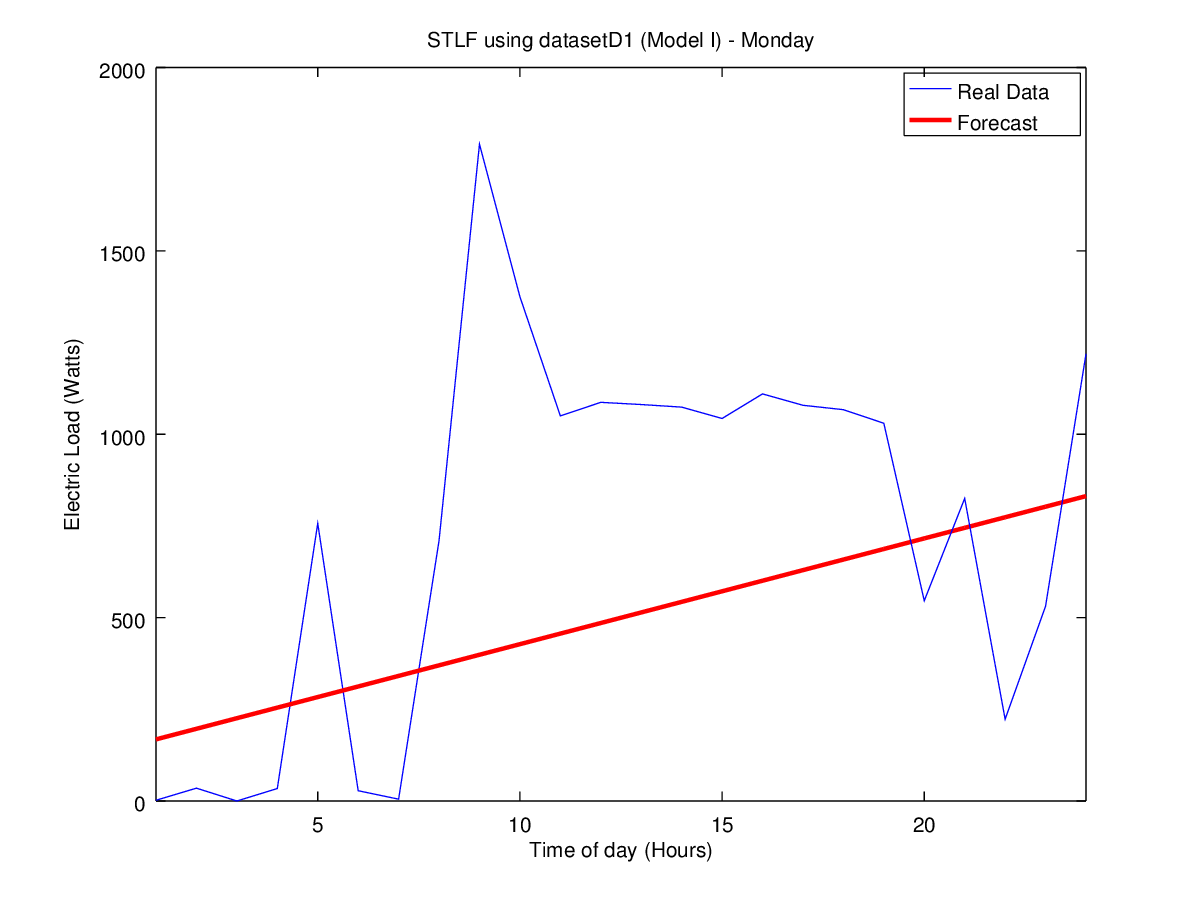 STLF using datasetD1 (Model I) - Monday
2000
1500
1000
500
0
Electric Load (Watts)
Real Data
Forecast
5
10
15
20
Time of day (Hours)